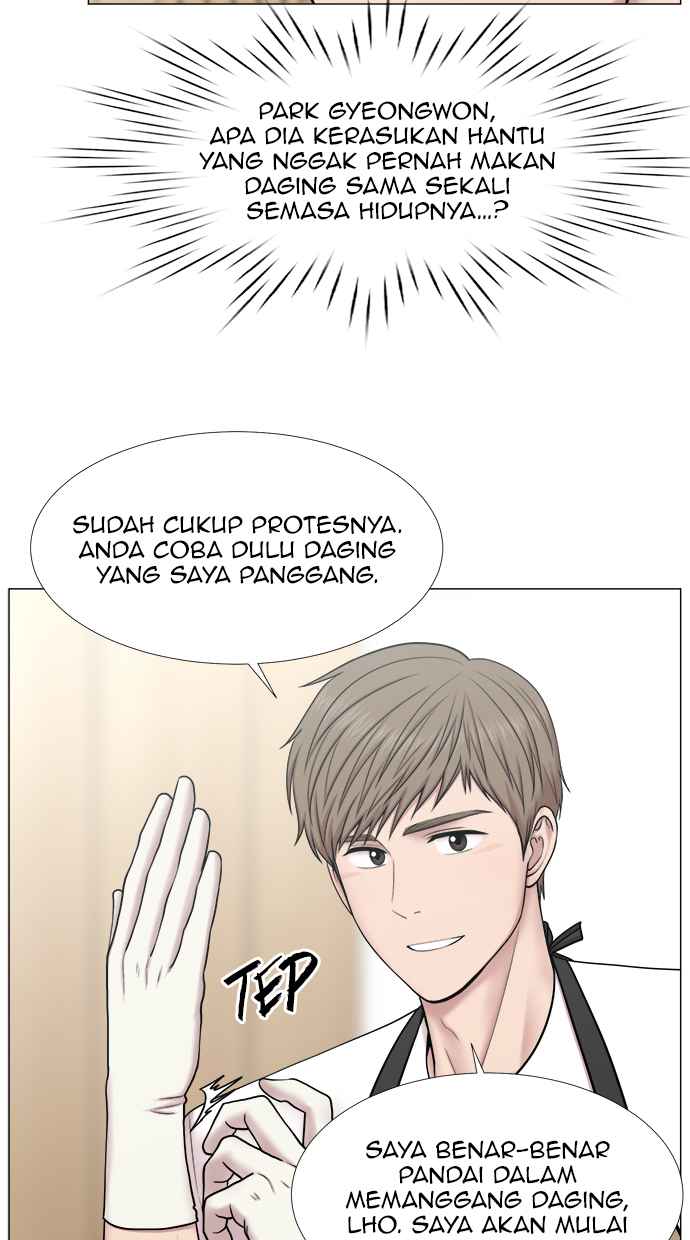 PARK GYEONGWON,
APA DIA KERASUKAN HANTU
YANG NGGAK PERNAH MAKAN
DAGING SAMA SEKALI
SEMASA HIDUPNYA...?
SUDAH CUKUP PROTESNYA.
ANDA COBA DULU DAGING
YANG SAYA PANGGANG.
TEP
SAYA BENAR-BENAR
PANDAI DALAM
MEMANGGANG DAGING,
LHO. SAYA AKAN MULAI